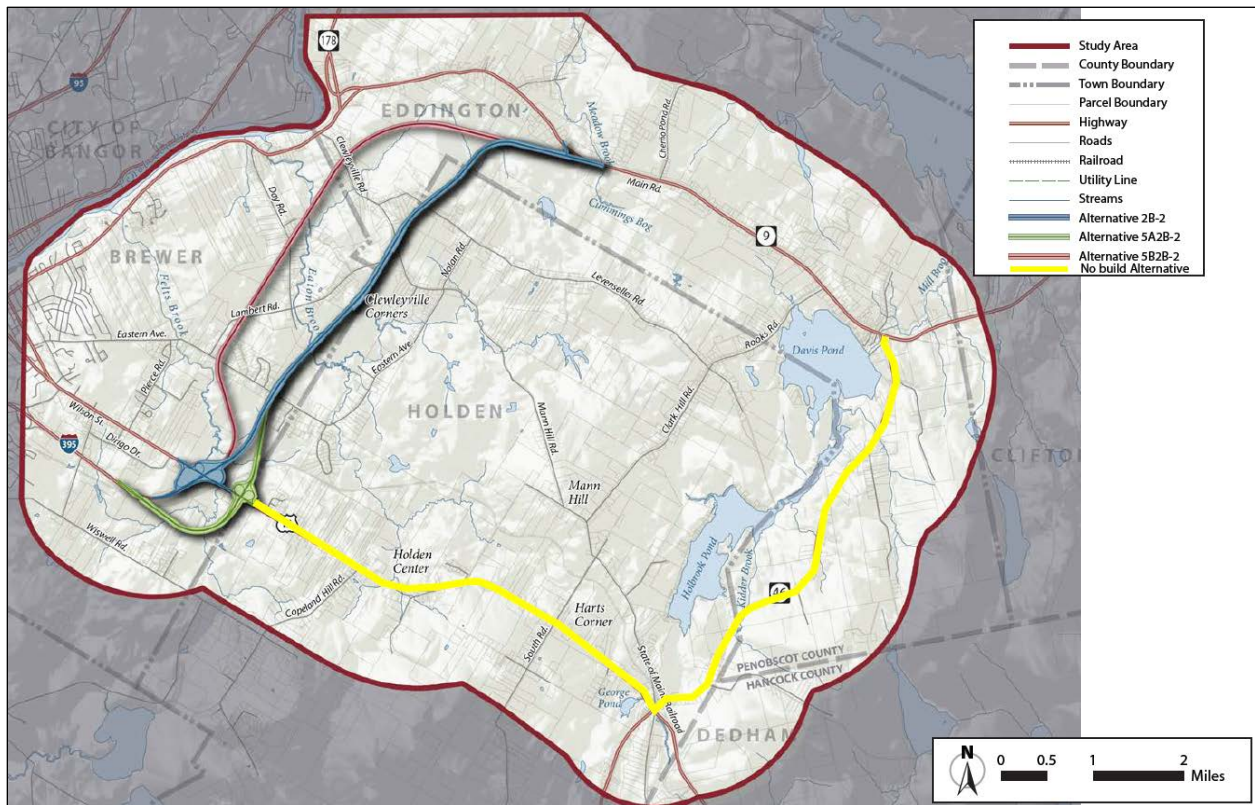 178
95
EDDINGTON
CITY OF
BANGOR
Meadow Brook
Chemo Pond Rd.
Clewleyville Rd.
Main Rd.
Day Rd.
Cummings Bog
9
BREWER
Felts Brook
Eaton Brook
Nolan Rd.
Levenseller Rd.
Mill Brook
Clewleyville
Corners
Lambert Rd.
Eastern Ave.
Rooks Rd.
Davis Pond
Pierce Rd.
Eastern Ave.
HOLDEN
Clark Hill Rd.
Wilson St.
Dirigo Dr.
Mann Hill Rd.
395
CLIFTON
Mann
Hill
Wiswell Rd.
Holden
Center
Holbrook Pond
Kidder Brook
Copeland Hill Rd.
Harts
Corner
46
South Rd.
State of Maine Railroad
PENOBSCOT COUNTY
HANCOCK COUNTY
George
Pond
DEDHAM
Study Area
County Boundary
Town Boundary
Parcel Boundary
Highway
Roads
Railroad
Utility Line
Streams
Alternative 2B-2
Alternative 5A2B-2
Alternative 5B2B-2
No build Alternative
N
0 0.5 1 2
Miles